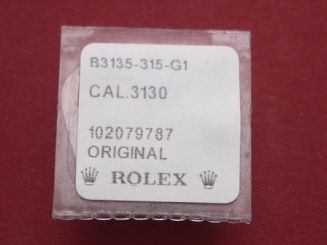 B3135-315-G1
CAL.3130
102079787
ORIGINAL
ROLEX